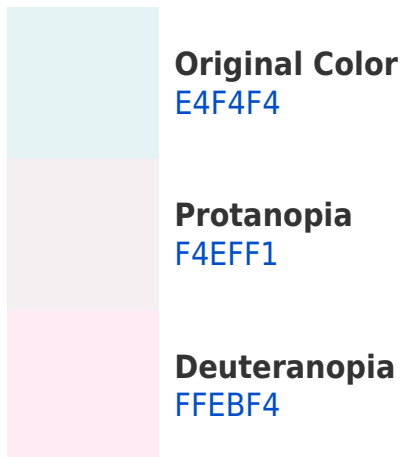 Original Color
E4F4F4
Protanopia
F4EFF1
Deuteranopia
FFEBF4